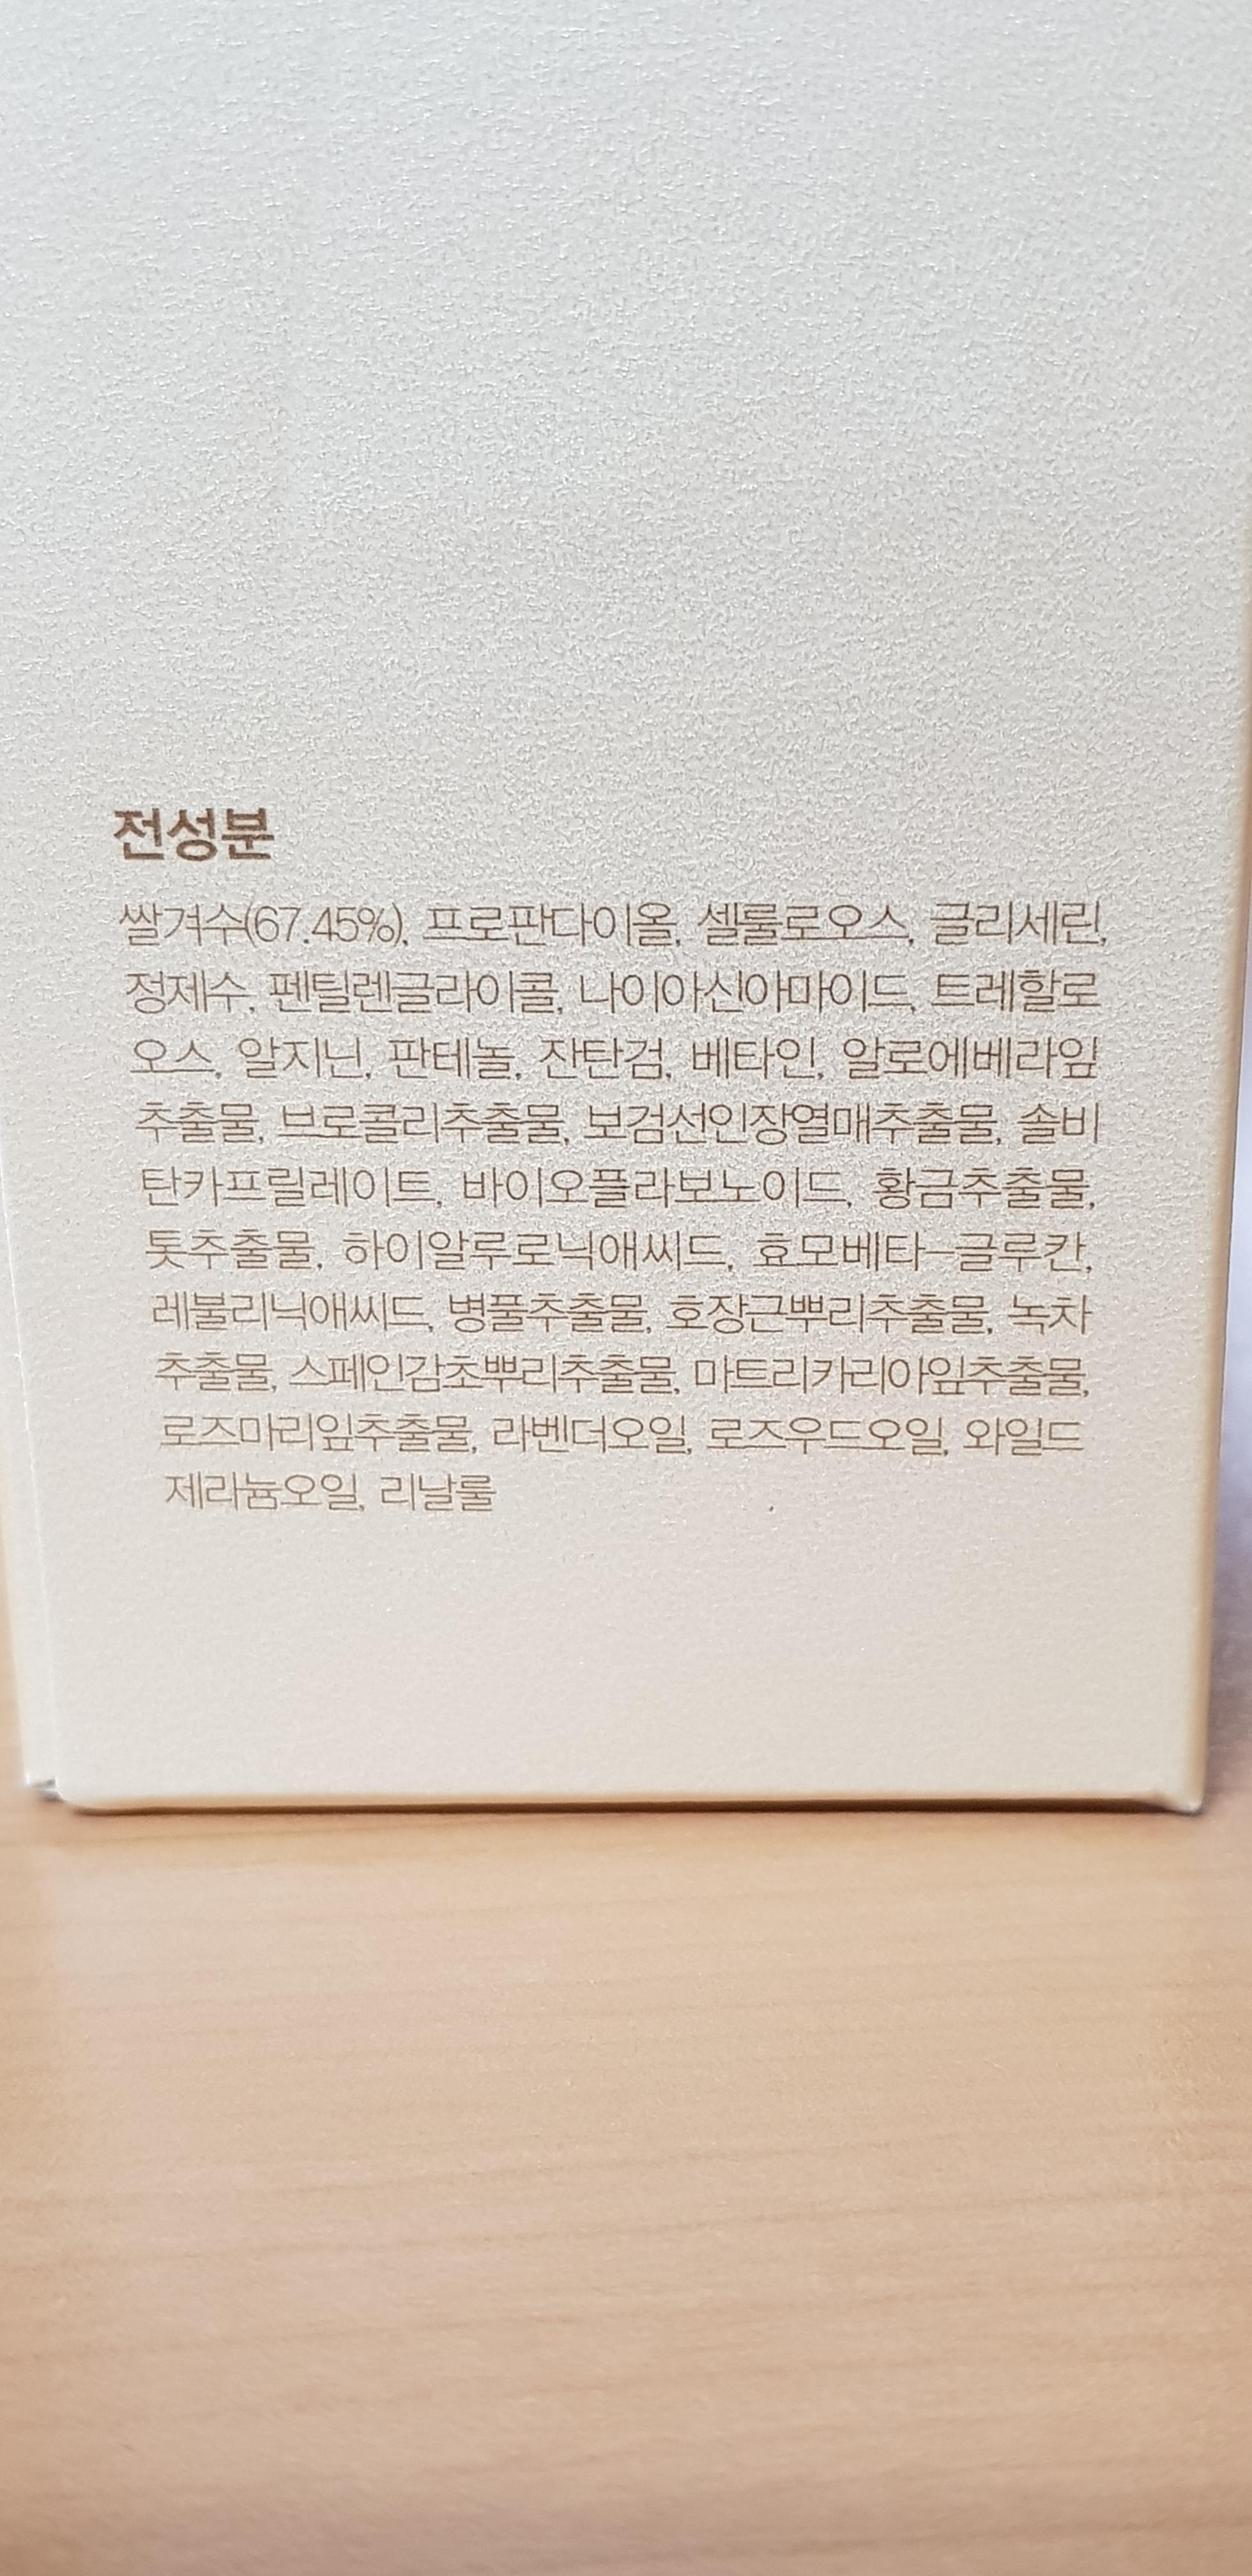 전성분
쌀겨수(67.45%), 프로판다이올, 셀룰로오스, 글리세린,
정제수, 펜틸렌글라이콜, 나이아신아마이드, 트레할로
오스, 알지닌, 판테놀, 잔탄검, 베타인, 알로에베라잎
추출물, 브로콜리추출물, 보검선인장열매추출물, 솔비
탄카프릴레이트, 바이오플라보노이드, 황금추출물,
톳추출물, 하이알루로닉애씨드, 효모베타-글루칸,
레불리닉애씨드, 병풀추출물, 호장근뿌리추출물, 녹차
추출물, 스페인감초뿌리추출물, 마트리카리아잎추출물,
로즈마리잎추출물, 라벤더오일, 로즈우드오일, 와일드
제라늄오일, 리날룰